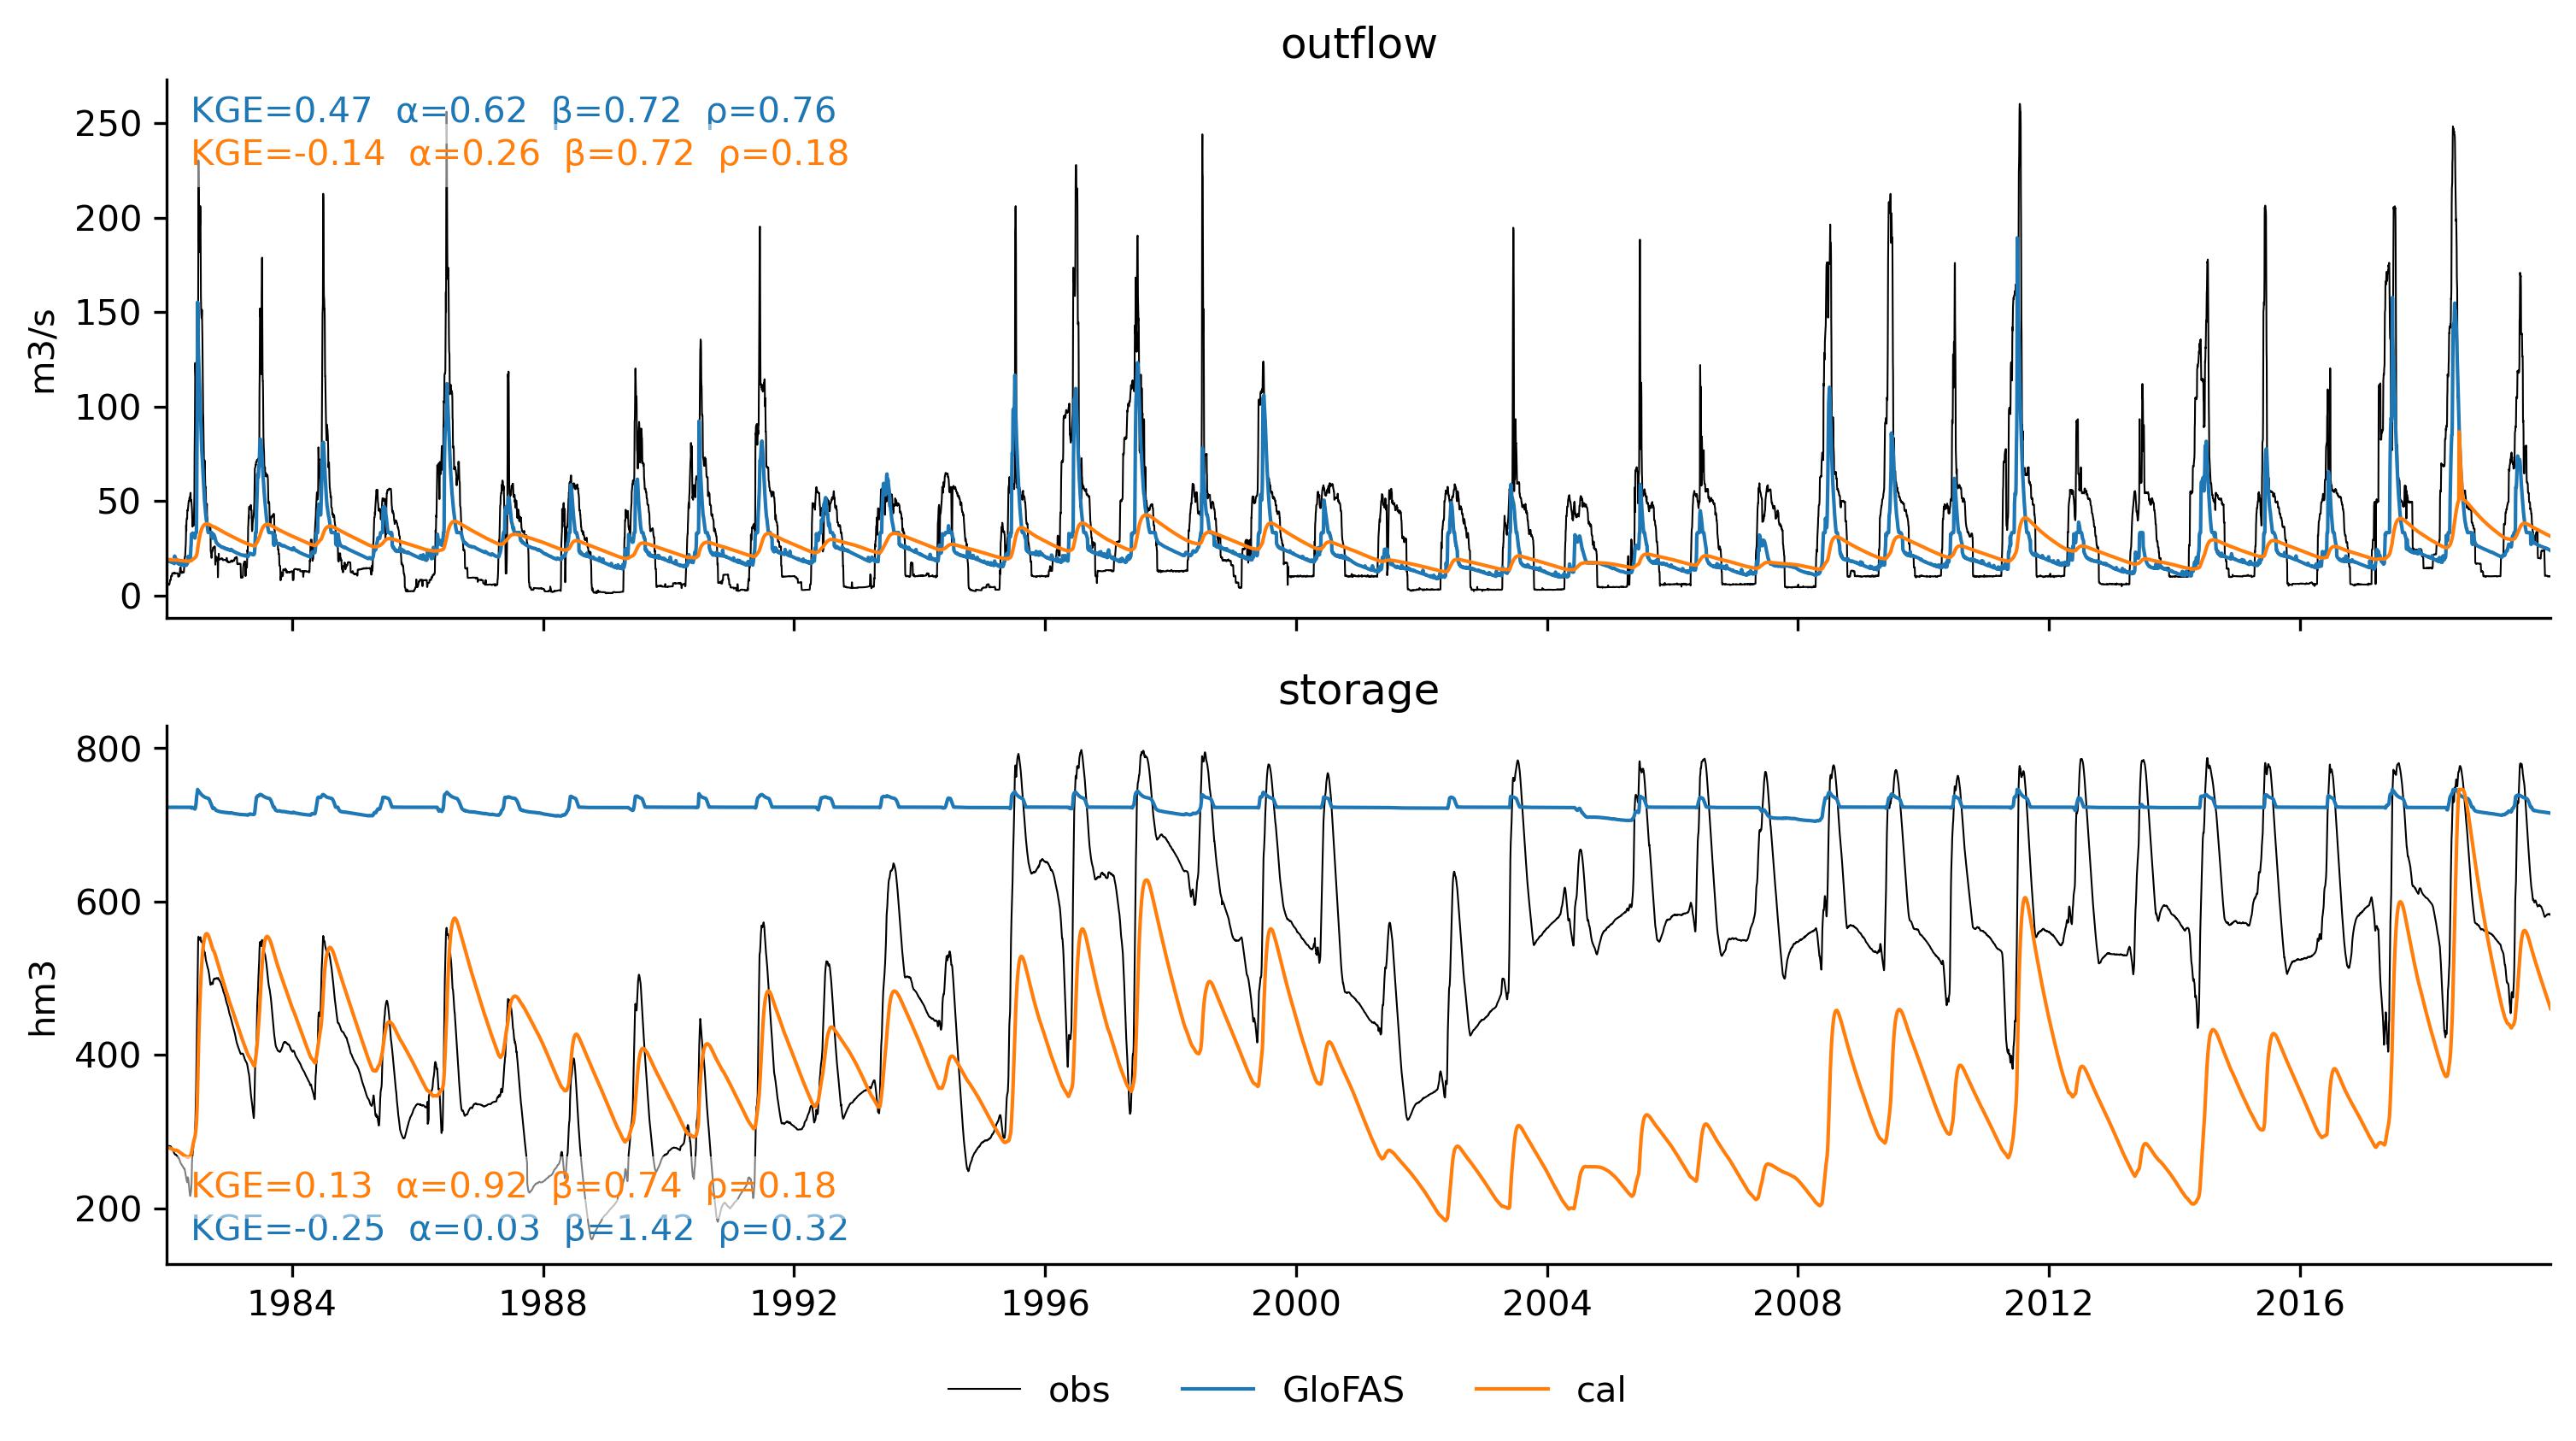 outflow
KGE=0.47 α=0.62 β=0.72 ρ=0.76
KGE=-0.14 α=0.26 β=0.72 ρ=0.18
250
200
150
100
50
0
m3/s
storage
800
600
400
200
hm3
KGE=0.13 α=0.92 β=0.74 ρ=0.18
KGE=-0.25 α=0.03 β=1.42 ρ=0.32
1984 1988 1992 1996 2000 2004 2008 2012 2016
obs GloFAS cal